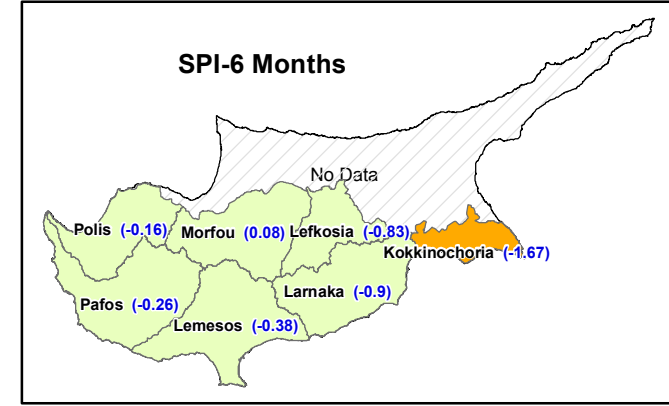 SPI-6 Months
No Data
Polis (-0.16)
Morfou (0.08)
Lefkosia (-0.83)
Kokkinochoria (-1.67)
Pafos (-0.26)
Larnaka (-0.9)
Lemesos (-0.38)